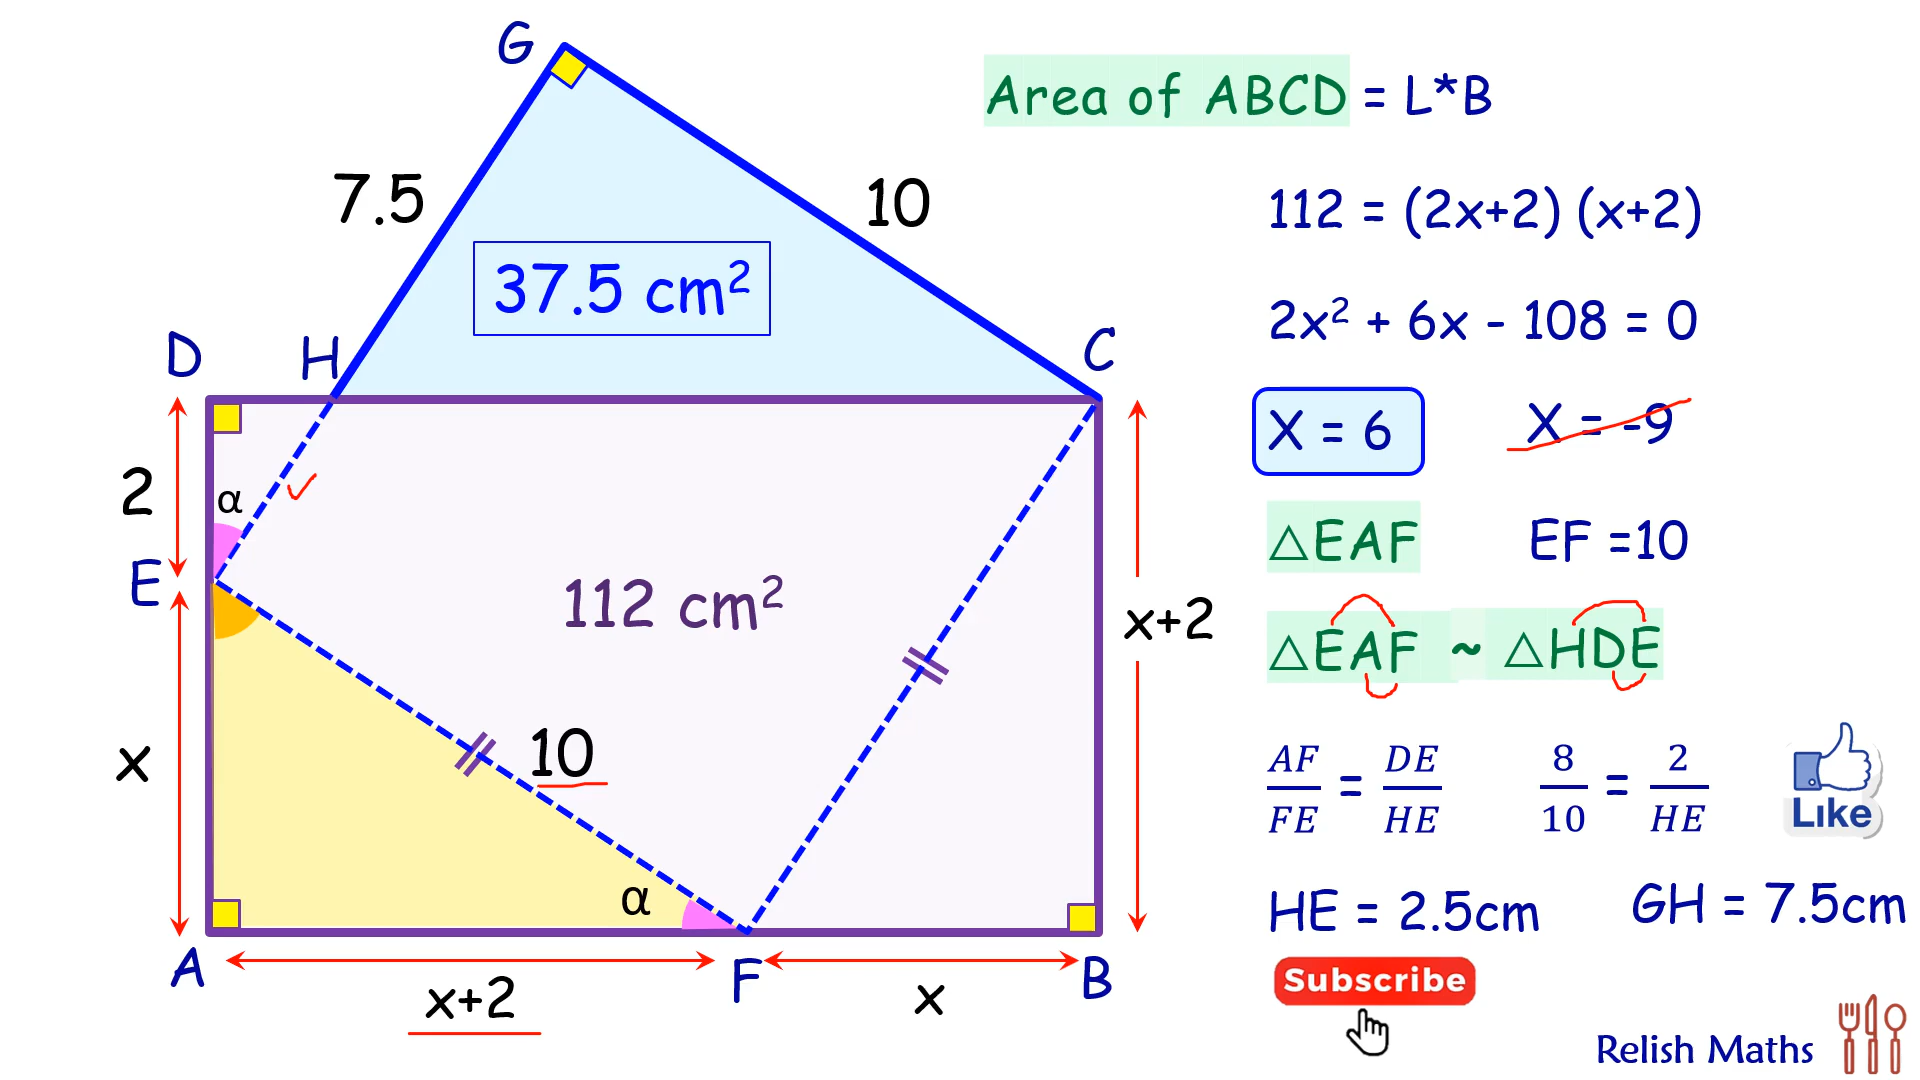 G
Area of ABCD = L*B
7.5
10
112 = (2x+2) (x+2)
37.5 cm²
2x² + 6x - 108 = 0
D
H
C
X = 6
X = -9
2
α
△EAF
EF =10
E
112 cm²
x+2
△EAF ~ △HDE
x
10
AF/FE = DE/HE
8/10 = 2/HE
Like
α
HE = 2.5cm
GH = 7.5cm
A
F
B
x+2
x
Subscribe
Relish Maths